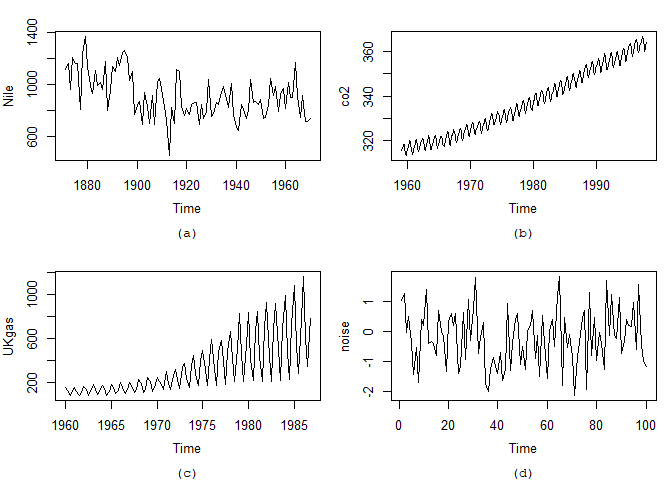 Nile
600 1000 1400
1880 1900 1920 1940 1960
Time
(a)
co2
320 340 360
1960 1970 1980 1990
Time
(b)
UKgas
200 600 1000
1960 1965 1970 1975 1980 1985
Time
(c)
noise
-2 -1 0 1
0 20 40 60 80 100
Time
(d)